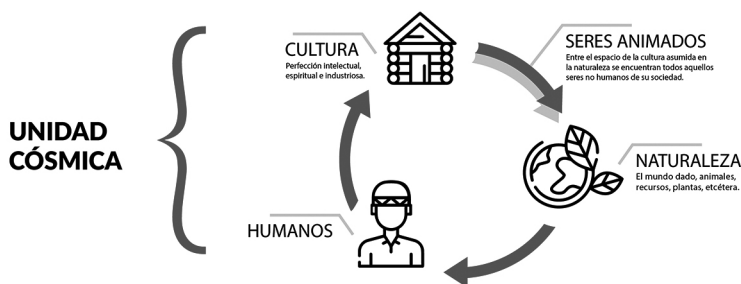 UNIDAD
CÓSMICA
CULTURA
Perfección intelectual,
espiritual e industriosa.
SERES ANIMADOS
Entre el espacio de la cultura asumida en
la naturaleza se encuentran todos aquellos
seres no humanos de su sociedad.
NATURALEZA
El mundo dado, animales,
recursos, plantas, etcétera.
HUMANOS